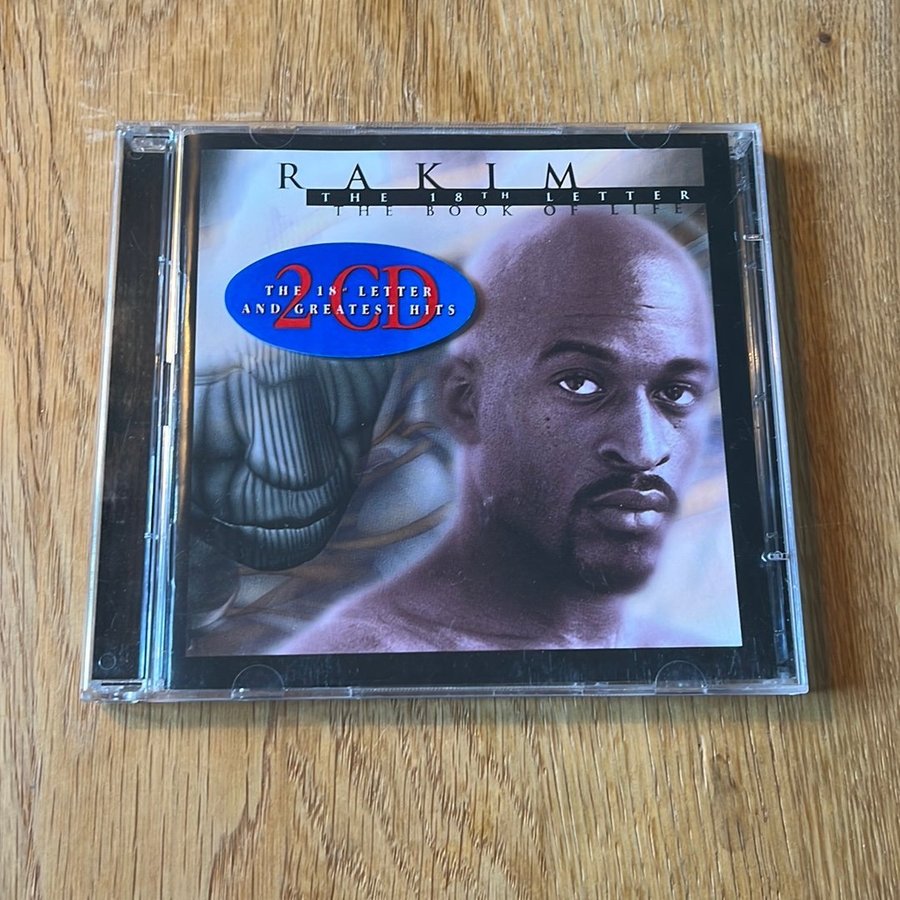 RAKIM
THE 18TH LETTER
THE BOOK OF LIFE
2CD
THE 18TH LETTER
AND GREATEST HITS